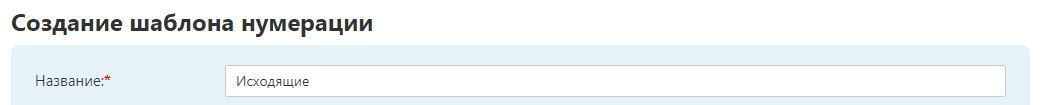 Создание шаблона нумерации
Название:* Исходящие